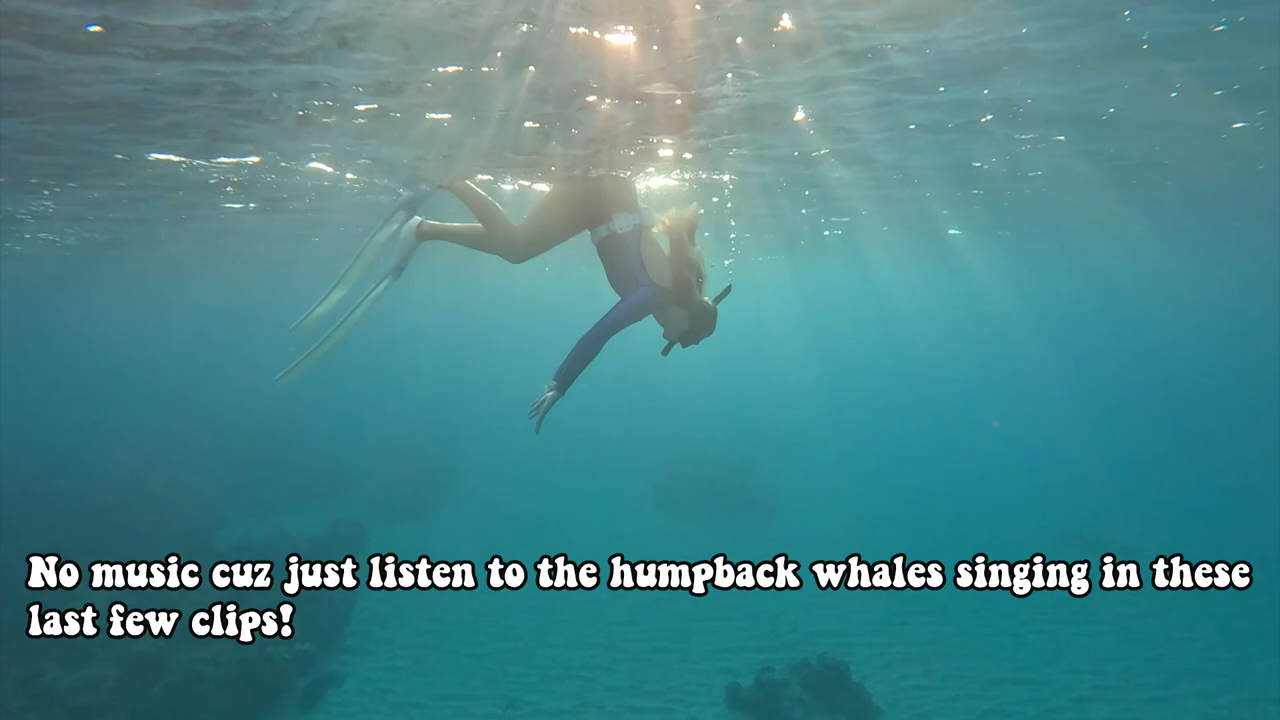 No music cuz just listen to the humpback whales singing in these
last few clips!